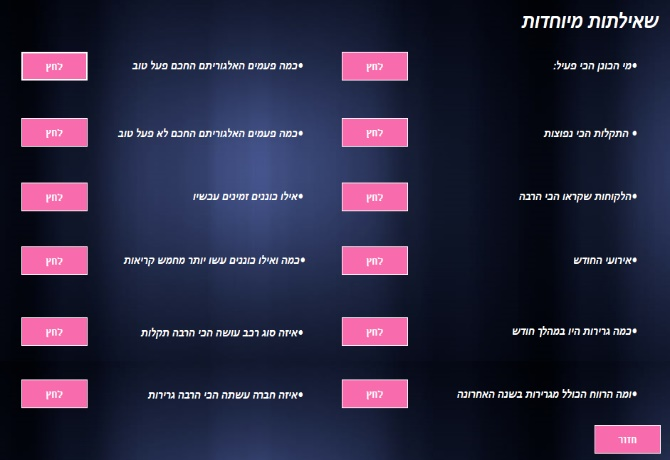 שאילתות מיוחדות
•מי הכונן הכי פעיל:
לחץ
• התקלות הכי נפוצות
לחץ
•הלקוחות שקראו הכי הרבה
לחץ
•אירועי החודש
לחץ
•כמה גרירות היו במהלך חודש
לחץ
•ומה הרווח הכולל מגרירות בשנה האחרונה
לחץ
•כמה פעמים האלגוריתם החכם פעל טוב
לחץ
•כמה פעמים האלגוריתם החכם לא פעל טוב
לחץ
•אילו כוננים זמינים עכשיו
לחץ
•כמה ואילו כוננים עשו יותר מחמש קריאות
לחץ
•איזה סוג רכב עושה הכי הרבה תקלות
לחץ
•איזה חברה עשתה הכי הרבה גרירות
לחץ
חזור